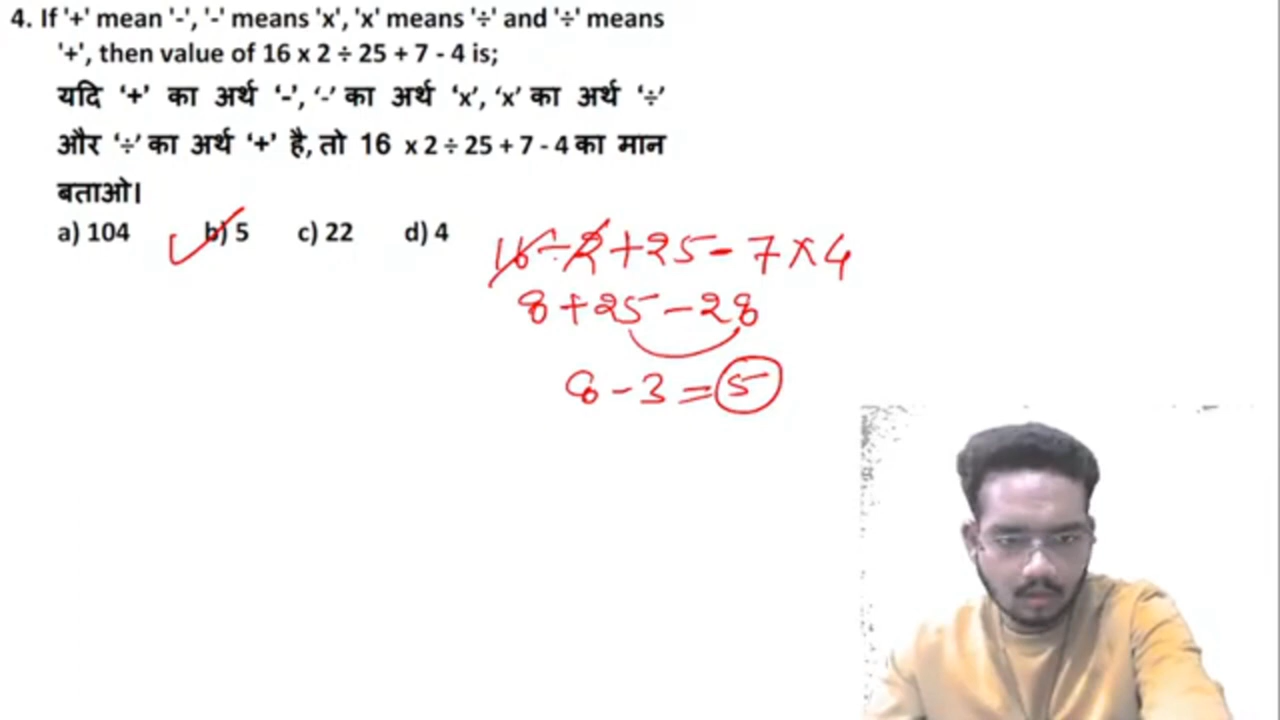 4. If '+' mean '-', '-' means 'x', 'x' means '÷' and '÷' means
'+', then value of 16 x 2 ÷ 25 + 7 - 4 is;
यदि ‘+’ का अर्थ ‘-’, ‘-’ का अर्थ ‘x’, ‘x’ का अर्थ ‘÷’
और ‘÷’ का अर्थ ‘+’ है, तो 16 x 2 ÷ 25 + 7 - 4 का मान
बताओ।
a) 104 b) 5 c) 22 d) 4
16 ÷ 2 + 25 - 7 × 4
8 + 25 - 28
8 - 3 = 5